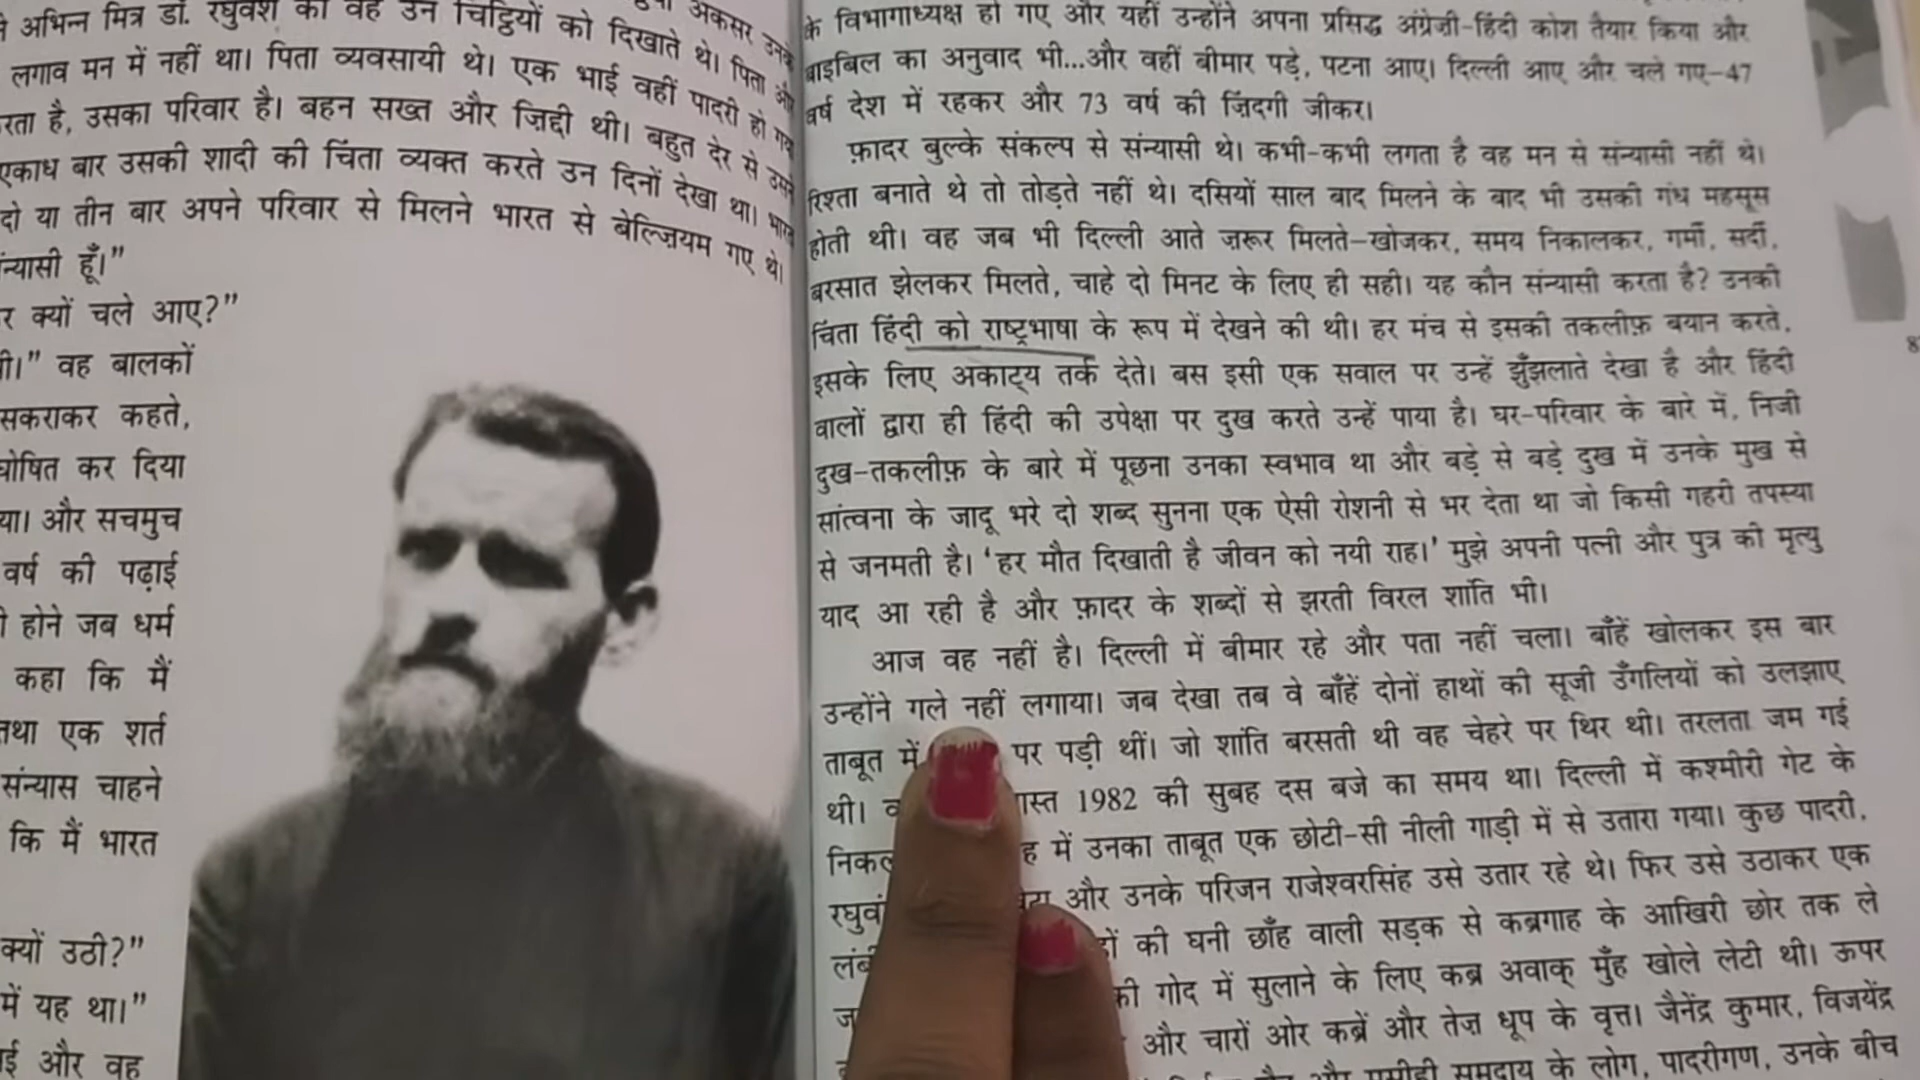 अभिन्न मित्र डॉ. रघुवंश को वह उन चिट्ठियों को दिखाते थे। पिता और
लगाव मन में नहीं था। पिता व्यवसायी थे। एक भाई वहीं पादरी हो गया
है, उसका परिवार है। बहन सख्त और ज़िद्दी थी। बहुत देर से उसने
एकाध बार उसकी शादी की चिंता व्यक्त करते उन दिनों देखा था। भारत
दो या तीन बार अपने परिवार से मिलने भारत से बेल्जियम गए थे।
हूँ।”
क्यों चले आए?”
वह बालकों
कहते,
घोषित कर दिया
और सचमुच
वर्ष की पढ़ाई
होने जब धर्म
कहा कि मैं
तथा एक शर्त
संन्यास चाहने
कि मैं भारत
क्यों उठी?”
में यह था।”
और वह
के विभागाध्यक्ष हो गए और यहीं उन्होंने अपना प्रसिद्ध अंग्रेज़ी-हिंदी कोश तैयार किया और
बाइबिल का अनुवाद भी...और वहीं बीमार पड़े, पटना आए। दिल्ली आए और चले गए-47
वर्ष देश में रहकर और 73 वर्ष की ज़िंदगी जीकर।
फ़ादर बुल्के संकल्प से संन्यासी थे। कभी-कभी लगता है वह मन से संन्यासी नहीं थे।
रिश्ता बनाते थे तो तोड़ते नहीं थे। दसियों साल बाद मिलने के बाद भी उसकी गंध महसूस
होती थी। वह जब भी दिल्ली आते ज़रूर मिलते-खोजकर, समय निकालकर, गर्मी, सर्दी,
बरसात झेलकर मिलते, चाहे दो मिनट के लिए ही सही। यह कौन संन्यासी करता है? उनकी
चिंता हिंदी को राष्ट्रभाषा के रूप में देखने की थी। हर मंच से इसकी तकलीफ़ बयान करते,
इसके लिए अकाट्य तर्क देते। बस इसी एक सवाल पर उन्हें झुँझलाते देखा है और हिंदी
वालों द्वारा ही हिंदी की उपेक्षा पर दुख करते उन्हें पाया है। घर-परिवार के बारे में, निजी
दुख-तकलीफ़ के बारे में पूछना उनका स्वभाव था और बड़े से बड़े दुख में उनके मुख से
सांत्वना के जादू भरे दो शब्द सुनना एक ऐसी रोशनी से भर देता था जो किसी गहरी तपस्या
से जनमती है। ‘हर मौत दिखाती है जीवन को नयी राह।’ मुझे अपनी पत्नी और पुत्र की मृत्यु
याद आ रही है और फ़ादर के शब्दों से झरती विरल शांति भी।
आज वह नहीं है। दिल्ली में बीमार रहे और पता नहीं चला। बाँहें खोलकर इस बार
उन्होंने गले नहीं लगाया। जब देखा तब वे बाँहें दोनों हाथों की सूजी उँगलियों को उलझाए
ताबूत में पर पड़ी थीं। जो शांति बरसती थी वह चेहरे पर थिर थी। तरलता जम गई
थी। 1982 की सुबह दस बजे का समय था। दिल्ली में कश्मीरी गेट के
में उनका ताबूत एक छोटी-सी नीली गाड़ी में से उतारा गया। कुछ पादरी,
और उनके परिजन राजेश्वरसिंह उसे उतार रहे थे। फिर उसे उठाकर एक
की घनी छाँह वाली सड़क से कब्रगाह के आखिरी छोर तक ले
की गोद में सुलाने के लिए कब्र अवाक् मुँह खोले लेटी थी। ऊपर
और चारों ओर कब्रें और तेज़ धूप के वृत्त। जैनेंद्र कुमार, विजयेंद्र
और मसीही समुदाय के लोग, पादरीगण, उनके बीच